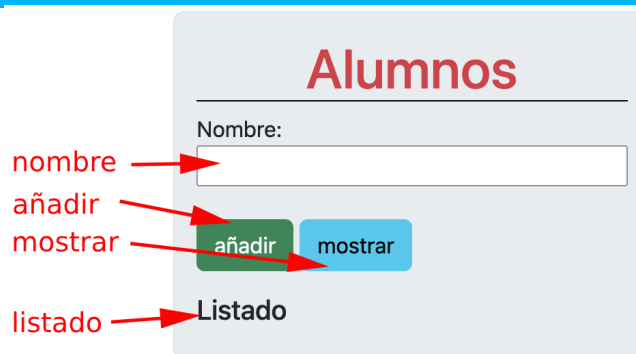 Alumnos
Nombre:
nombre
añadir
mostrar
añadir mostrar
listado
Listado